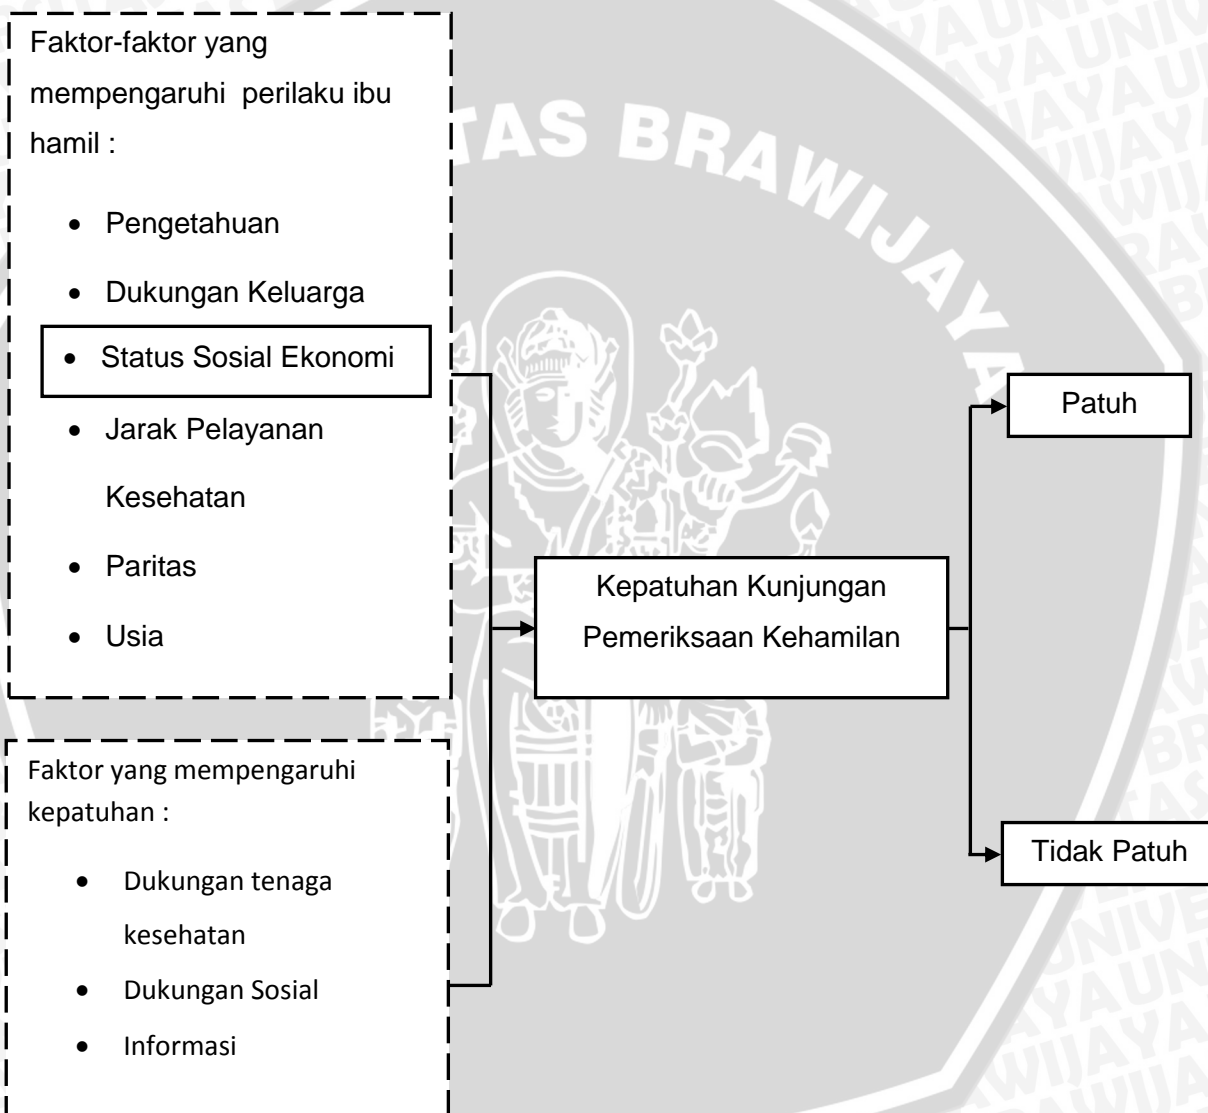 Faktor-faktor yang
mempengaruhi perilaku ibu
hamil :
• Pengetahuan
• Dukungan Keluarga
• Status Sosial Ekonomi
• Jarak Pelayanan
Kesehatan
• Paritas
• Usia
Faktor yang mempengaruhi
kepatuhan :
• Dukungan tenaga
kesehatan
• Dukungan Sosial
• Informasi
Kepatuhan Kunjungan
Pemeriksaan Kehamilan
Patuh
Tidak Patuh
TAS BRAWIJAYA